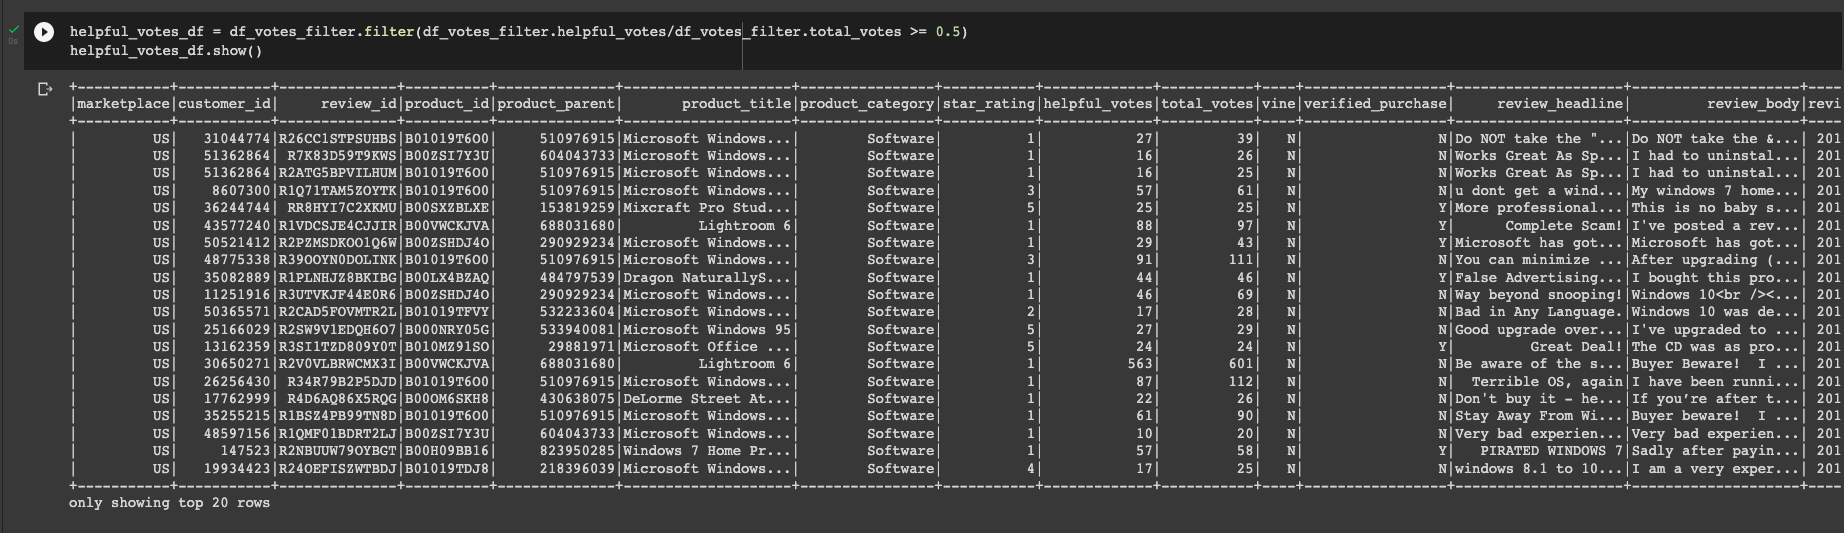 helpful_votes_df = df_votes_filter.filter(df_votes_filter.helpful_votes/df_votes_filter.total_votes >= 0.5)
0s
helpful_votes_df.show()
+-----------+-----------+--------------+----------+--------------+--------------------+----------------+-----------+-------------+-----------+----+-----------------+--------------------+--------------------+----
|marketplace|customer_id|     review_id|product_id|product_parent|       product_title|product_category|star_rating|helpful_votes|total_votes|vine|verified_purchase|     review_headline|         review_body|revi
+-----------+-----------+--------------+----------+--------------+--------------------+----------------+-----------+-------------+-----------+----+-----------------+--------------------+--------------------+----
|         US|   31044774|R26CC1STPSUHBS|B01019T6O0|     510976915|Microsoft Windows...|        Software|          1|           27|         39|   N|                N|Do NOT take the "...|Do NOT take the &...| 201
|         US|   51362864| R7K83D59T9KWS|B00ZSI7Y3U|     604043733|Microsoft Windows...|        Software|          1|           16|         26|   N|                N|Works Great As Sp...|I had to uninstal...| 201
|         US|   51362864|R2ATG5BPVILHUM|B01019T6O0|     510976915|Microsoft Windows...|        Software|          1|           16|         25|   N|                N|Works Great As Sp...|I had to uninstal...| 201
|         US|    8607300|R1Q71TAM5ZOYTK|B01019T6O0|     510976915|Microsoft Windows...|        Software|          3|           57|         61|   N|                N|u dont get a wind...|My windows 7 home...| 201
|         US|   36244744| RR8HYI7C2XKMU|B00SXZBLXE|     153819259|Mixcraft Pro Stud...|        Software|          5|           25|         25|   N|                Y|More professional...|This is no baby s...| 201
|         US|   43577240|R1VDCSJE4CJJIR|B00VWCKJVA|     688031680|         Lightroom 6|        Software|          1|           88|         97|   N|                Y|       Complete Scam!|I've posted a rev...| 201
|         US|   50521412|R2PZMSDKOO1Q6W|B00ZSHDJ4O|     290929234|Microsoft Windows...|        Software|          1|           29|         43|   N|                Y|Microsoft has got...|Microsoft has got...| 201
|         US|   48775338|R39OOYN0DOLINK|B01019T6O0|     510976915|Microsoft Windows...|        Software|          3|           91|        111|   N|                N|You can minimize ...|After upgrading (...| 201
|         US|   35082889|R1PLNHJZ8BKIBG|B00LX4BZAQ|     484797539|Dragon NaturallyS...|        Software|          1|           44|         46|   N|                Y|False Advertising...|I bought this pro...| 201
|         US|   11251916|R3UTVKJF44E0R6|B00ZSHDJ4O|     290929234|Microsoft Windows...|        Software|          1|           46|         69|   N|                N|Way beyond snooping!|Windows 10<br /><...| 201
|         US|   50365571|R2CAD5FOVMTR2L|B01019TFVY|     532233604|Microsoft Windows...|        Software|          2|           17|         28|   N|                N|Bad in Any Language.|Windows 10 was de...| 201
|         US|   25166029|R2SW9V1EDQH6O7|B000NRY05G|     533940081|Microsoft Windows 95|        Software|          5|           27|         29|   N|                N|Good upgrade over...|I've upgraded to ...| 201
|         US|   13162359|R3SI1TZD809Y0T|B010MZ91SO|      29881971|Microsoft Office ...|        Software|          5|           24|         24|   N|                Y|         Great Deal!|The CD was as pro...| 201
|         US|   30650271|R2V0VLBRWCMX3I|B00VWCKJVA|     688031680|         Lightroom 6|        Software|          1|          563|        601|   N|                N|Be aware of the s...|Buyer Beware!  I  ...| 201
|         US|   26256430| R34R79B2P5DJD|B01019T6O0|     510976915|Microsoft Windows...|        Software|          1|           87|        112|   N|                N|  Terrible OS, again|I have been runni...| 201
|         US|   17762999| R4D6AQ86X5RQG|B00OM6SKH8|     430638075|DeLorme Street At...|        Software|          1|           22|         26|   N|                N|Don't buy it - he...|If you’re after t...| 201
|         US|   35255215|R1BSZ4PB99TN8D|B01019T6O0|     510976915|Microsoft Windows...|        Software|          1|           61|         90|   N|                N|Stay Away From Wi...|Buyer beware!  I  ...| 201
|         US|   48597156|R1QMF01BDRT2LJ|B00ZSI7Y3U|     604043733|Microsoft Windows...|        Software|          1|           10|         20|   N|                N|Very bad experien...|Very bad experien...| 201
|         US|     147523|R2NBUUW79OYBGT|B00H09BB16|     823950285|Windows 7 Home Pr...|        Software|          1|           57|         58|   N|                Y|   PIRATED WINDOWS 7|Sadly after payin...| 201
|         US|   19934423|R24OEFISZWTBDJ|B01019TDJ8|     218396039|Microsoft Windows...|        Software|          4|           17|         25|   N|                N|windows 8.1 to 10...|I am a very exper...| 201
+-----------+-----------+--------------+----------+--------------+--------------------+----------------+-----------+-------------+-----------+----+-----------------+--------------------+--------------------+----
only showing top 20 rows